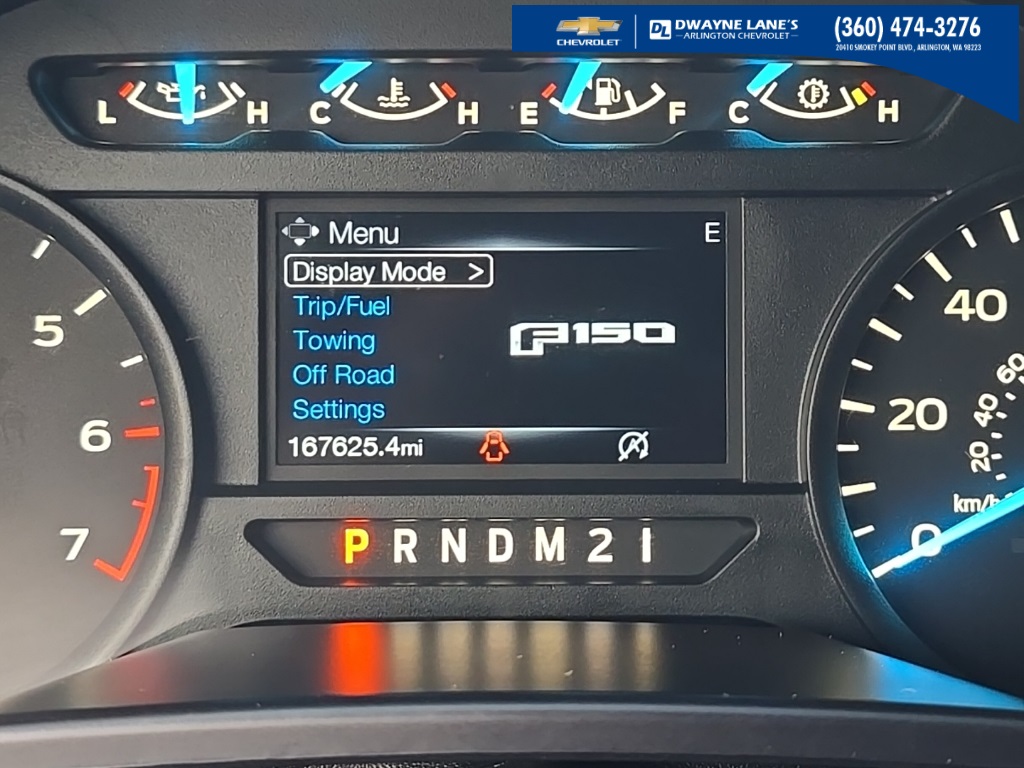 CHEVROLET
DL
DWAYNE LANE'S
ARLINGTON CHEVROLET
(360) 474-3276
20410 SMOKEY POINT BLVD., ARLINGTON, WA 98223
L H C H E F C H
Menu E
Display Mode >
Trip/Fuel
Towing
Off Road
Settings
F150
167625.4mi
A
5
6
7
P R N D M 2 1
40
20
0
60
40
20
km/h